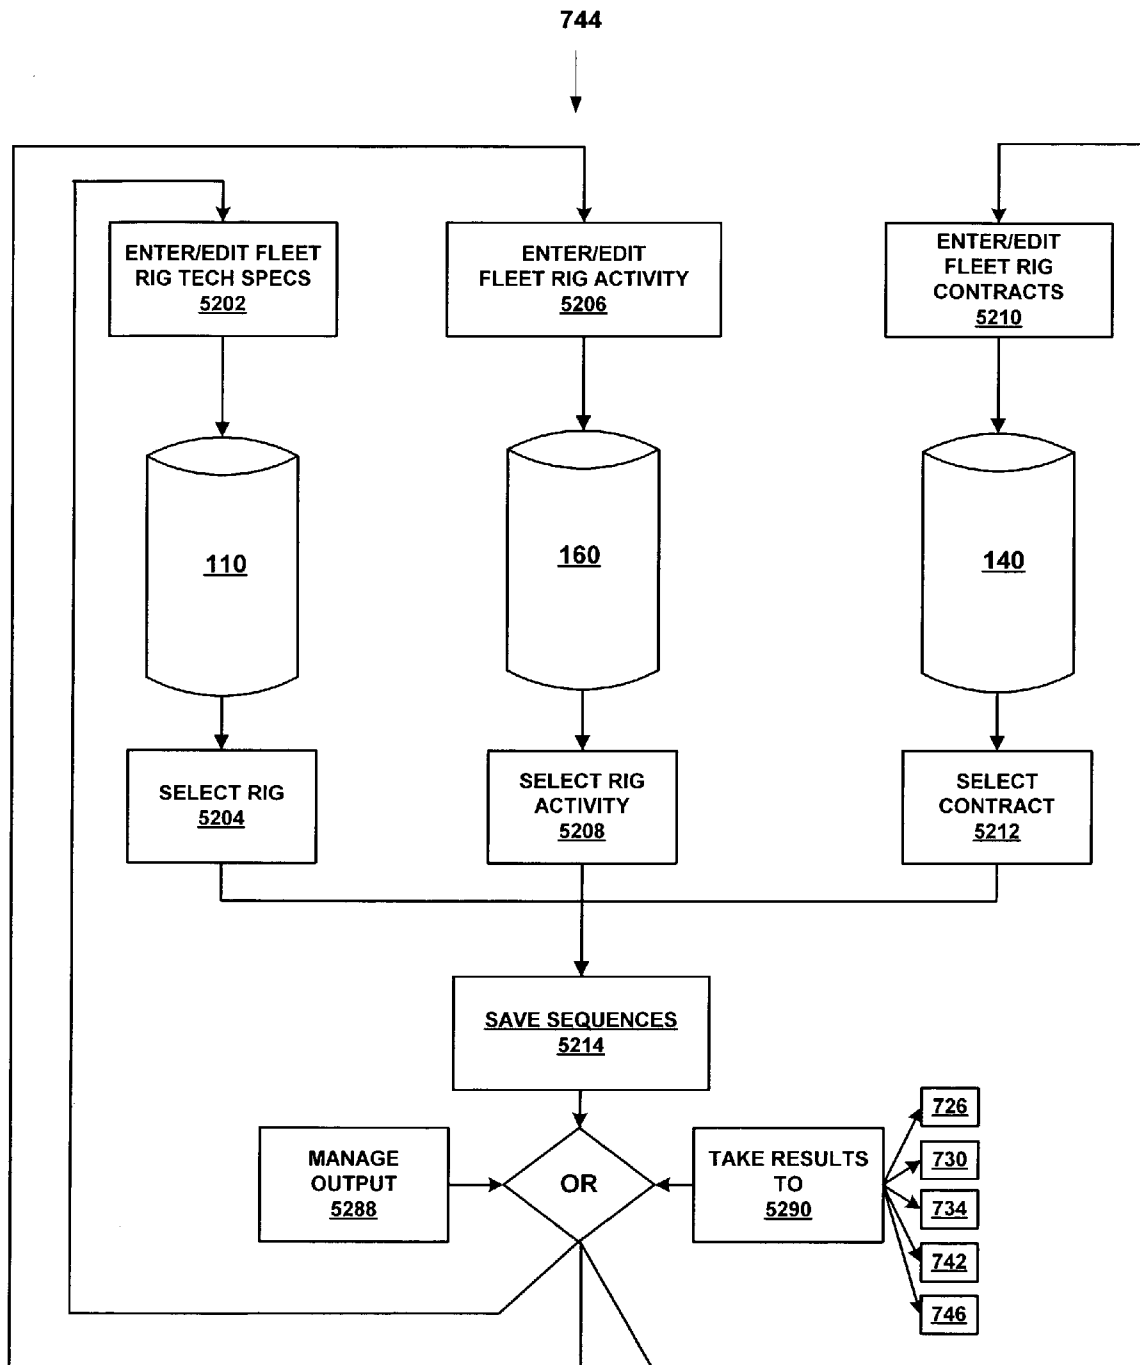 744
ENTER/EDIT FLEET
RIG TECH SPECS
5202
ENTER/EDIT
FLEET RIG ACTIVITY
5206
ENTER/EDIT
FLEET RIG
CONTRACTS
5210
110
160
140
SELECT RIG
5204
SELECT RIG
ACTIVITY
5208
SELECT
CONTRACT
5212
SAVE SEQUENCES
5214
MANAGE
OUTPUT
5288
OR
TAKE RESULTS
TO
5290
726
730
734
742
746